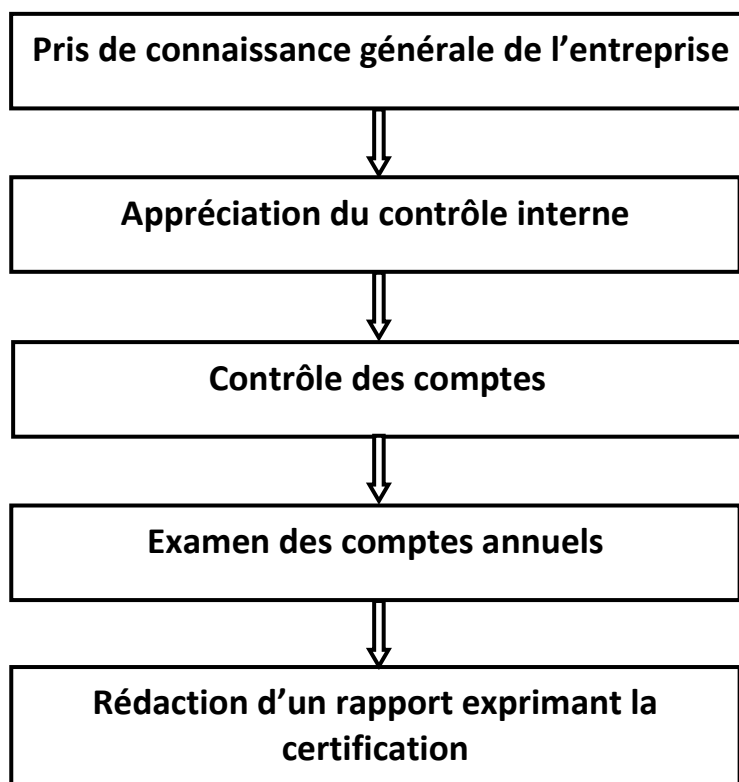 Pris de connaissance générale de l’entreprise
Appréciation du contrôle interne
Contrôle des comptes
Examen des comptes annuels
Rédaction d’un rapport exprimant la
certification